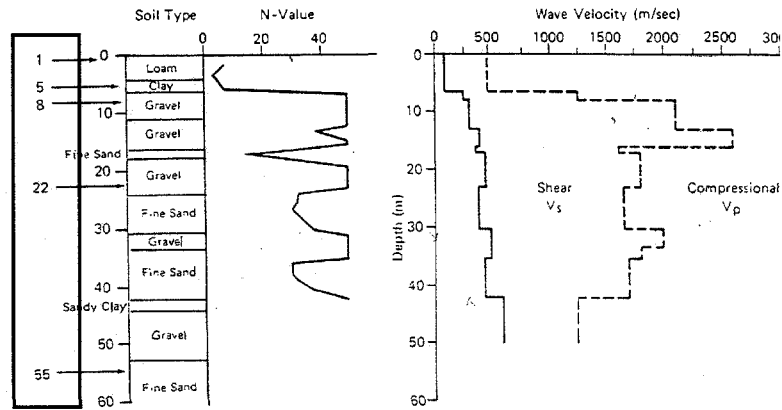 Soil Type N-Value
0 20 40
1
5
8
22
55
0
10
20
30
40
50
60
Loam
Clay
Gravel
Gravel
Fine Sand
Gravel
Fine Sand
Gravel
Fine Sand
Sandy Clay
Gravel
Fine Sand
Wave Velocity (m/sec)
0 500 1000 1500 2000 2500 300
0
10
20
30
40
50
60
Depth (m)
Shear
Vs
Compressional
Vp